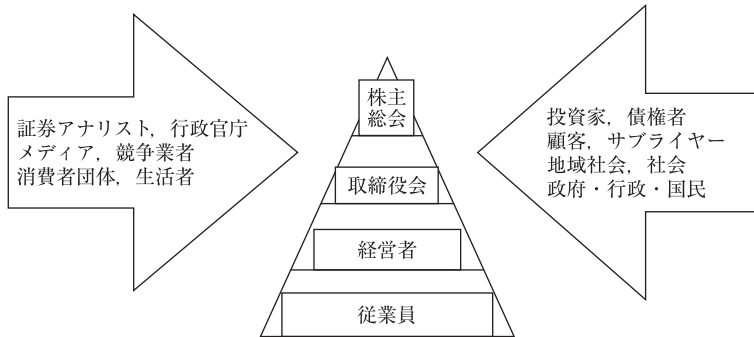 証券アナリスト，行政官庁
メディア，競争業者
消費者団体，生活者
株主
総会
取締役会
経営者
従業員
投資家，債権者
顧客，サプライヤー
地域社会，社会
政府・行政・国民